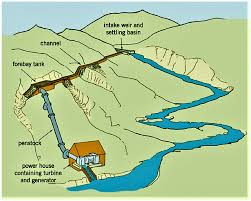 intake weir and
settling basin
channel
forebay tank
penstock
power house
containing turbine
and generator